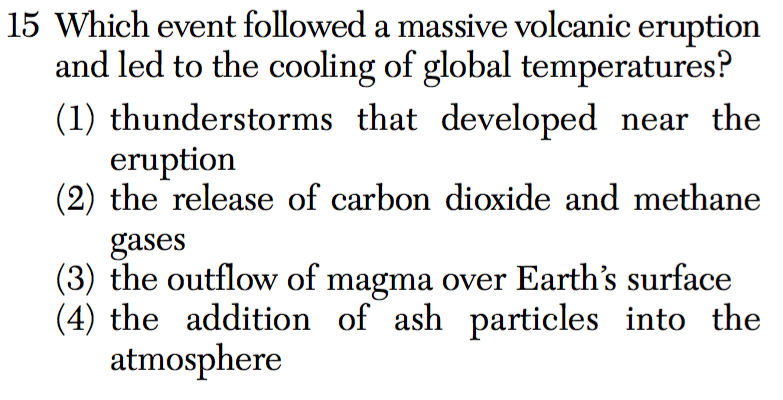 15 Which event followed a massive volcanic eruption
and led to the cooling of global temperatures?
(1) thunderstorms that developed near the
eruption
(2) the release of carbon dioxide and methane
gases
(3) the outflow of magma over Earth’s surface
(4) the addition of ash particles into the
atmosphere